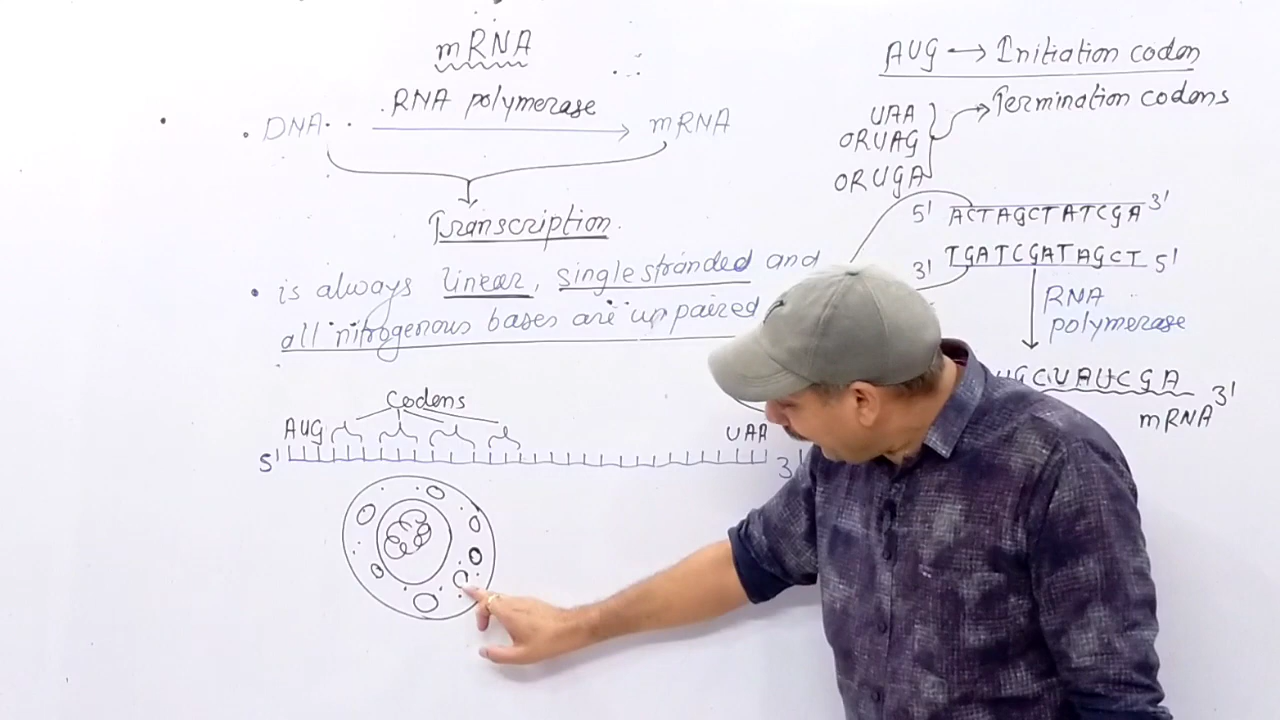 mRNA
RNA polymerase
DNA mRNA
Transcription
• is always linear, single stranded and
all nitrogenous bases are unpaired
Codons
AUG
UAA
5' 3'
AUG → Initiation codon
UAA
OR UAG
OR UGA
Termination codons
5' ACTAGCTATCGA 3'
3' TGATCGATAGCT 5'
RNA
polymerase
GCUAUCGA 3'
mRNA